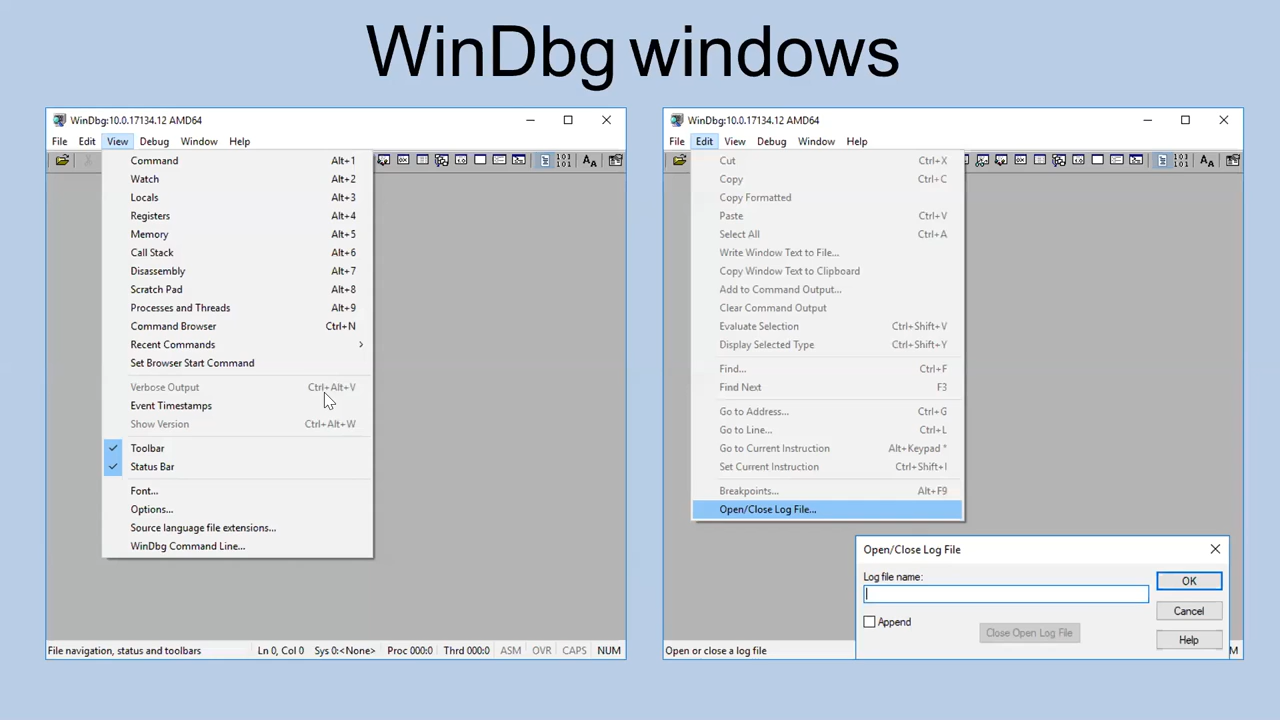 WinDbg windows
WinDbg:10.0.17134.12 AMD64
File Edit View Debug Window Help
Command Alt+1
Watch Alt+2
Locals Alt+3
Registers Alt+4
Memory Alt+5
Call Stack Alt+6
Disassembly Alt+7
Scratch Pad Alt+8
Processes and Threads Alt+9
Command Browser Ctrl+N
Recent Commands
Set Browser Start Command
Verbose Output Ctrl+Alt+V
Event Timestamps
Show Version Ctrl+Alt+W
Toolbar
Status Bar
Font...
Options...
Source language file extensions...
WinDbg Command Line...
File navigation, status and toolbars Ln 0, Col 0 Sys 0:<None> Proc 000:0 Thrd 000:0 ASM OVR CAPS NUM
WinDbg:10.0.17134.12 AMD64
File Edit View Debug Window Help
Cut Ctrl+X
Copy Ctrl+C
Copy Formatted
Paste Ctrl+V
Select All Ctrl+A
Write Window Text to File...
Copy Window Text to Clipboard
Add to Command Output...
Clear Command Output
Evaluate Selection Ctrl+Shift+V
Display Selected Type Ctrl+Shift+Y
Find... Ctrl+F
Find Next F3
Go to Address... Ctrl+G
Go to Line... Ctrl+L
Go to Current Instruction Alt+Keypad *
Set Current Instruction Ctrl+Shift+I
Breakpoints... Alt+F9
Open/Close Log File...
Open/Close Log File
Log file name:
OK
Cancel
Append
Close Open Log File
Help
Open or close a log file